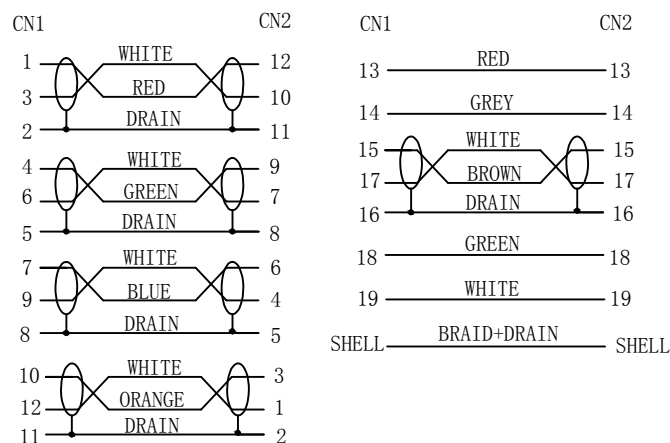 CN1 CN2
1 WHITE 12
3 RED 10
2 DRAIN 11
4 WHITE 9
6 GREEN 7
5 DRAIN 8
7 WHITE 6
9 BLUE 4
8 DRAIN 5
10 WHITE 3
12 ORANGE 1
11 DRAIN 2
CN1 CN2
13 RED 13
14 GREY 14
15 WHITE 15
17 BROWN 17
16 DRAIN 16
18 GREEN 18
19 WHITE 19
SHELL BRAID+DRAIN SHELL